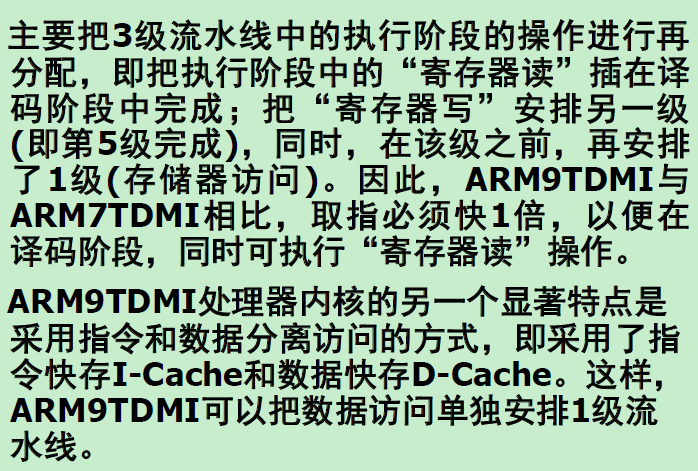 主要把3级流水线中的执行阶段的操作进行再
分配，即把执行阶段中的“寄存器读”插在译
码阶段中完成；把“寄存器写”安排另一级
(即第5级完成)，同时，在该级之前，再安排
了1级(存储器访问)。因此，ARM9TDMI与
ARM7TDMI相比，取指必须快1倍，以便在
译码阶段，同时可执行“寄存器读”操作。
ARM9TDMI处理器内核的另一个显著特点是
采用指令和数据分离访问的方式，即采用了指
令快存I-Cache和数据快存D-Cache。这样，
ARM9TDMI可以把数据访问单独安排1级流
水线。